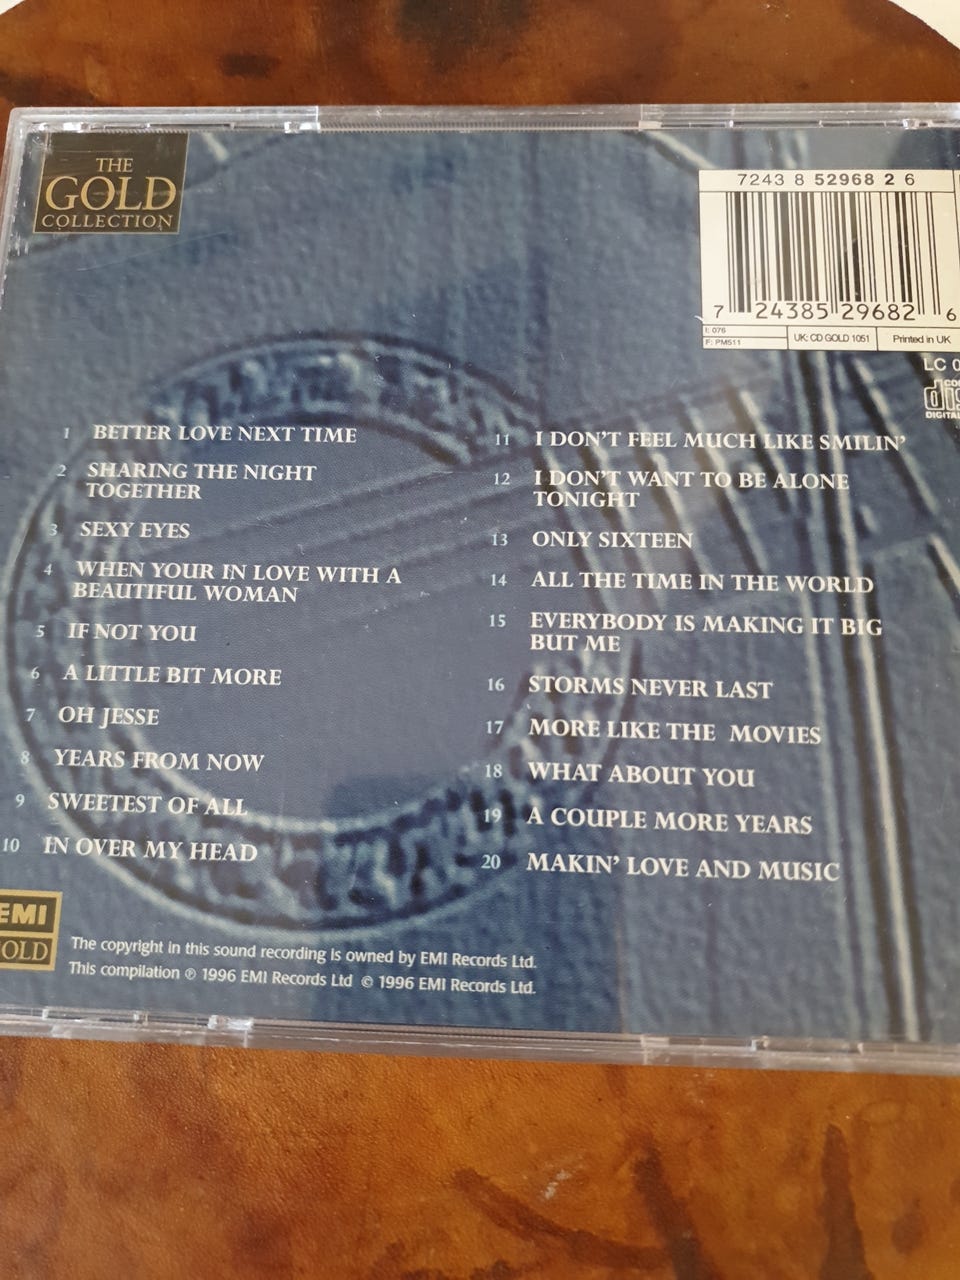 THE
GOLD
COLLECTION
7243 8 52968 2 6
7 24385 29682 6
I: 076
F: PM511
UK: CD GOLD 1051
Printed in UK
LC
DIGITAL
1 BETTER LOVE NEXT TIME
2 SHARING THE NIGHT
TOGETHER
3 SEXY EYES
4 WHEN YOUR IN LOVE WITH A
BEAUTIFUL WOMAN
5 IF NOT YOU
6 A LITTLE BIT MORE
7 OH JESSE
8 YEARS FROM NOW
9 SWEETEST OF ALL
10 IN OVER MY HEAD
11 I DON'T FEEL MUCH LIKE SMILIN'
12 I DON'T WANT TO BE ALONE
TONIGHT
13 ONLY SIXTEEN
14 ALL THE TIME IN THE WORLD
15 EVERYBODY IS MAKING IT BIG
BUT ME
16 STORMS NEVER LAST
17 MORE LIKE THE MOVIES
18 WHAT ABOUT YOU
19 A COUPLE MORE YEARS
20 MAKIN' LOVE AND MUSIC
EMI
OLD
The copyright in this sound recording is owned by EMI Records Ltd.
This compilation ℗ 1996 EMI Records Ltd © 1996 EMI Records Ltd.